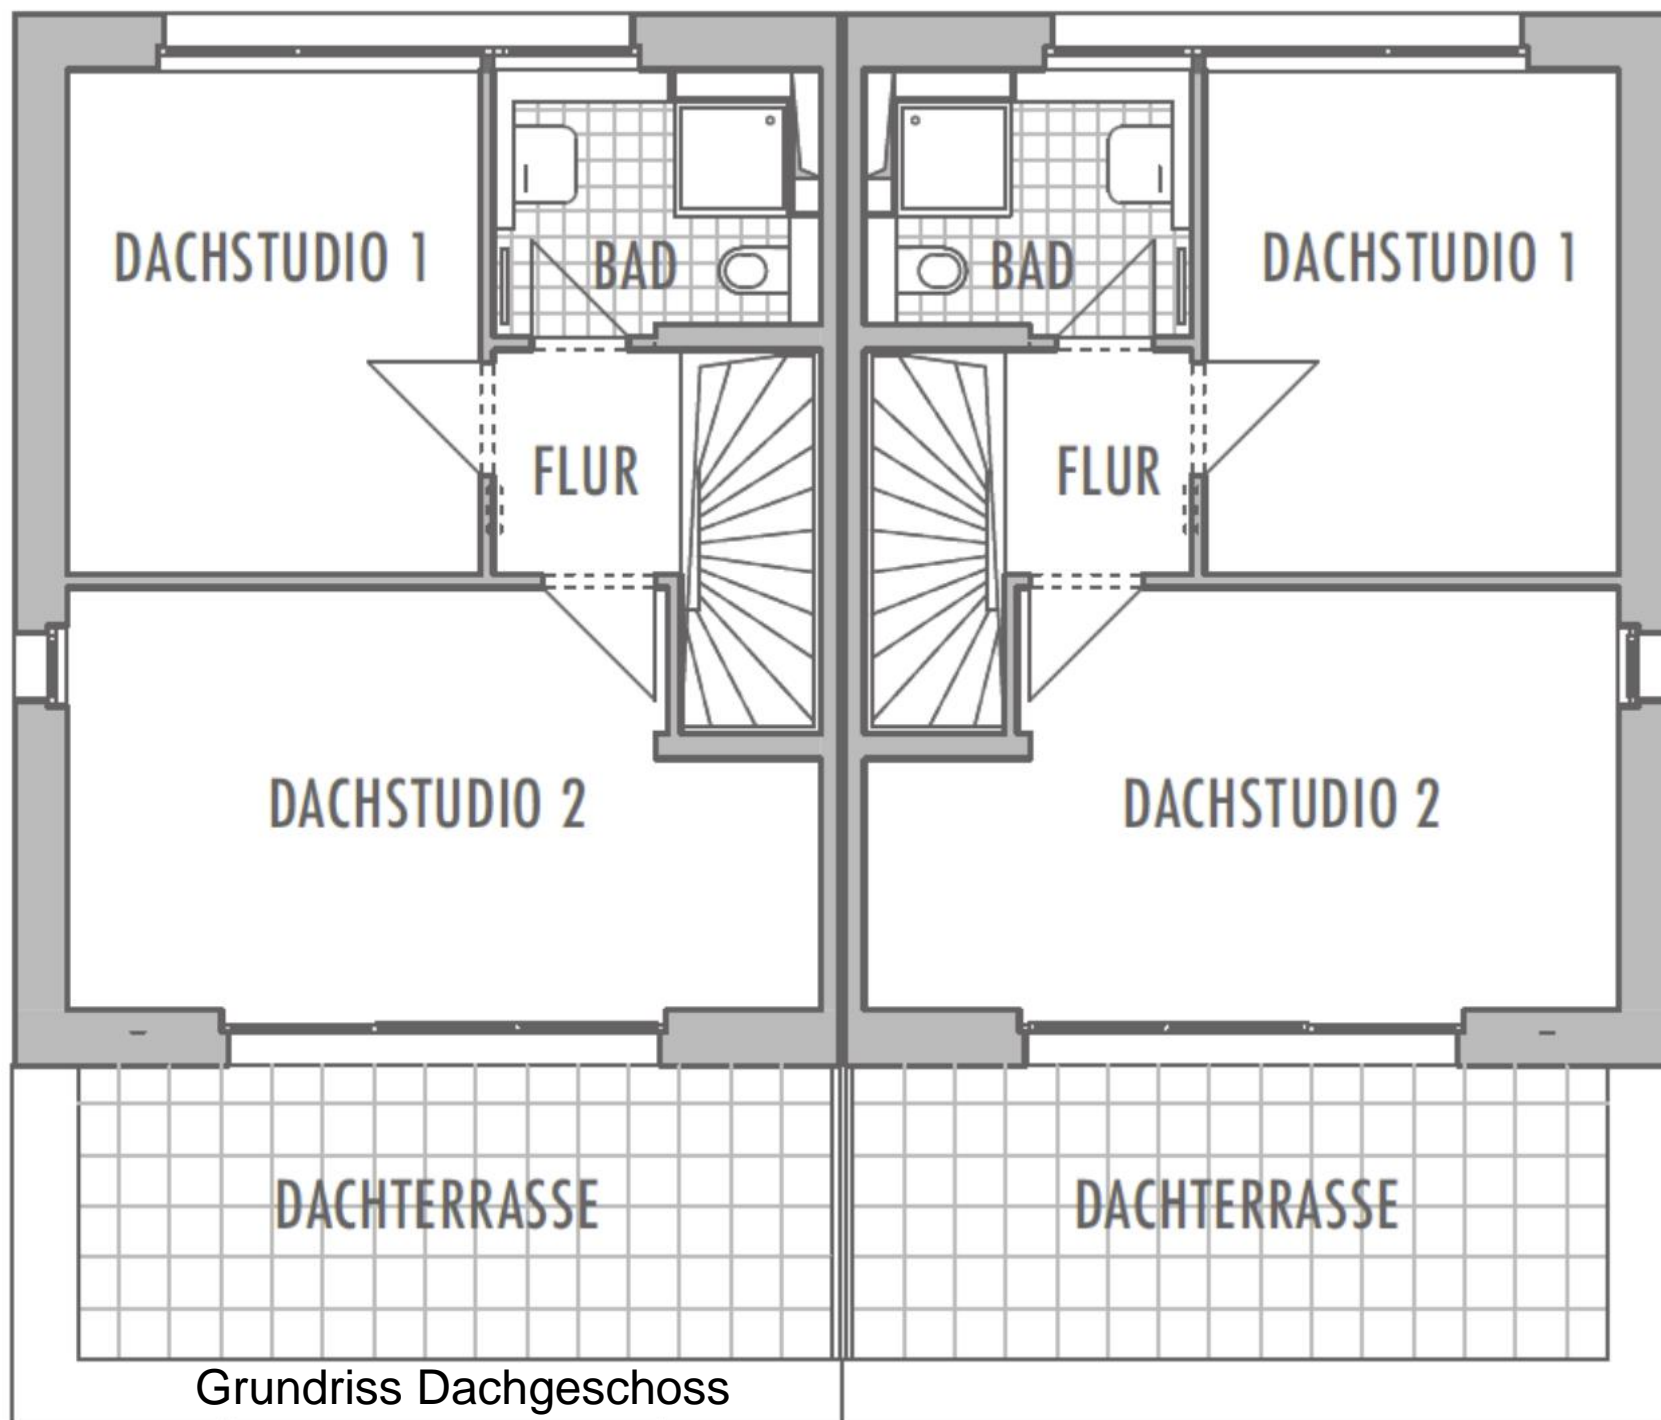 DACHSTUDIO 1
BAD
BAD
DACHSTUDIO 1
FLUR
FLUR
DACHSTUDIO 2
DACHSTUDIO 2
DACHTERRASSE
DACHTERRASSE
Grundriss Dachgeschoss